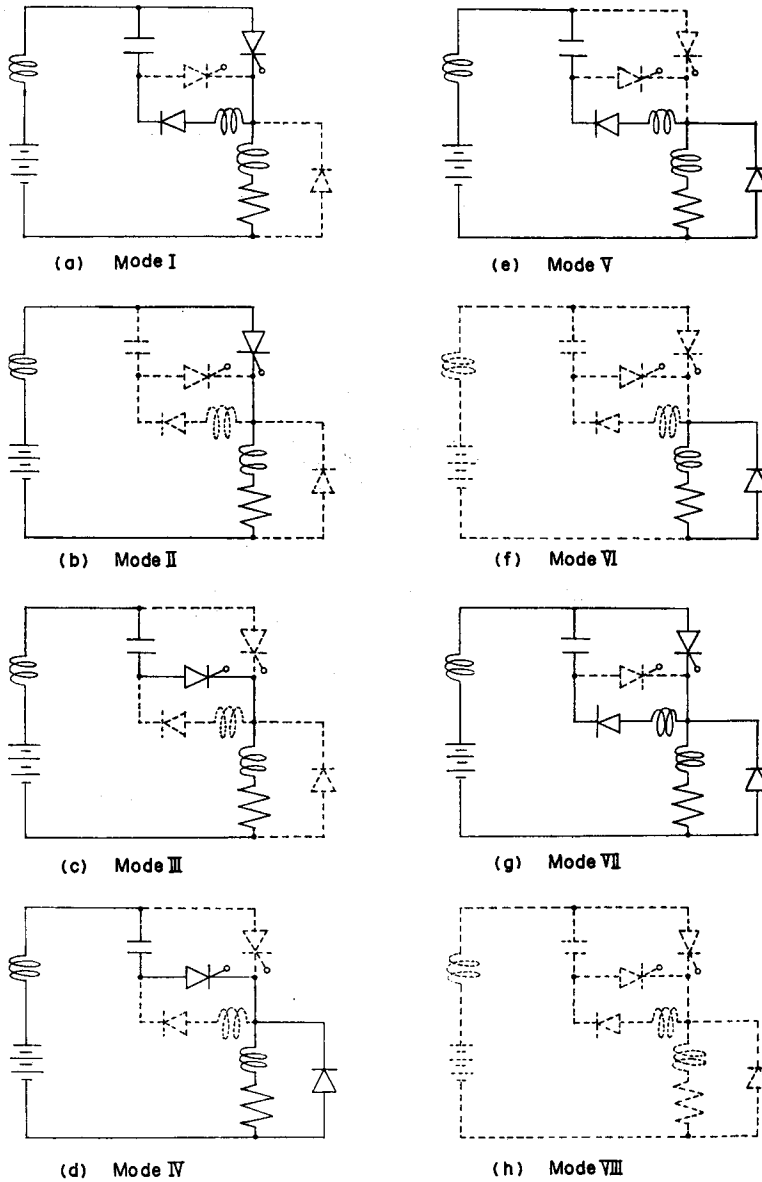 (a) Mode Ⅰ
(e) Mode Ⅴ
(b) Mode Ⅱ
(f) Mode Ⅵ
(c) Mode Ⅲ
(g) Mode Ⅶ
(d) Mode Ⅳ
(h) Mode Ⅷ